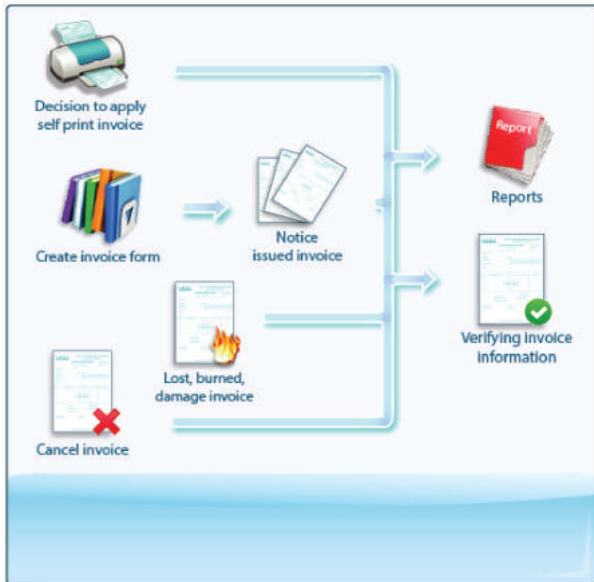 Decision to apply
self print invoice
Report
Reports
Create invoice form
Notice
issued invoice
Verifying invoice
information
Lost, burned,
damage invoice
Cancel invoice